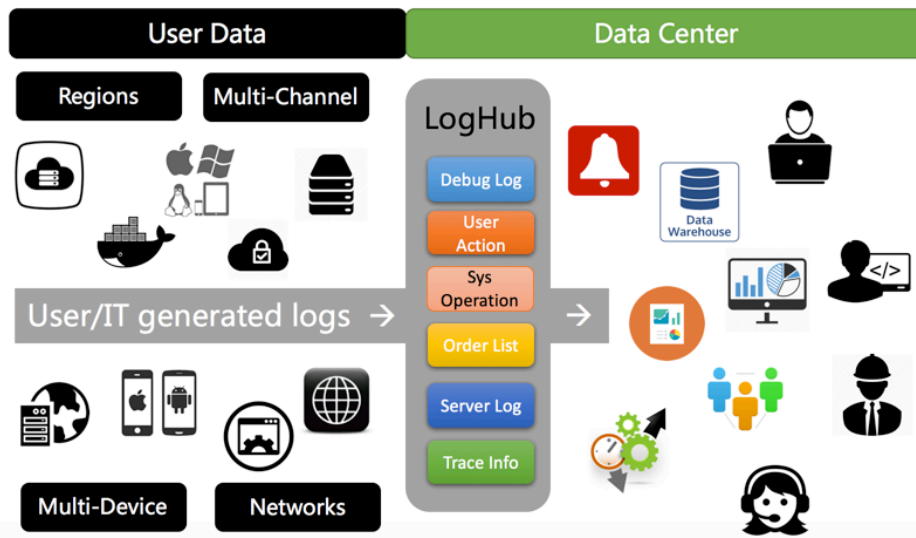 User Data
Data Center
Regions
Multi-Channel
LogHub
Debug Log
User
Action
Sys
Operation
Order List
Server Log
Trace Info
User/IT generated logs →
→
Data
Warehouse
</>
Multi-Device
Networks